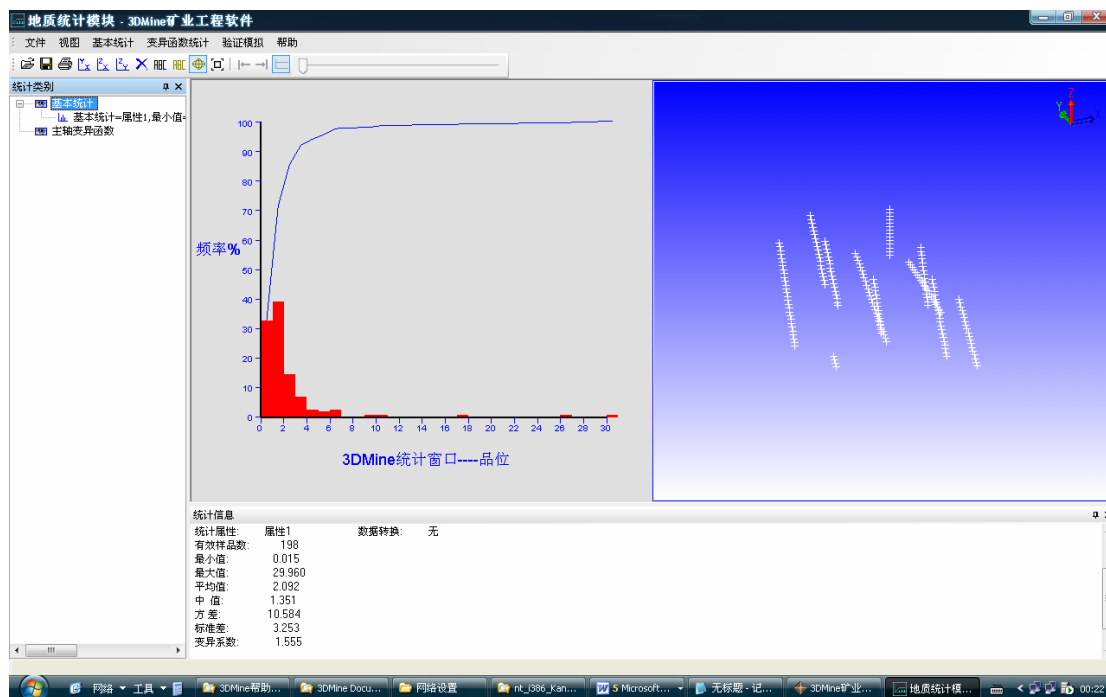 地质统计模块 - 3DMine矿业工程软件
文件 视图 基本统计 变异函数统计 验证模拟 帮助
统计类别
基本统计
基本统计=属性1,最小值=
主轴变异函数
100
90
80
70
60
50
40
30
20
10
0
频率%
0 2 4 6 8 10 12 14 16 18 20 22 24 26 28 30
3DMine统计窗口----品位
Z
Y
X
统计信息
统计属性: 属性1 数据转换: 无
有效样品数: 198
最小值: 0.015
最大值: 29.960
平均值: 2.092
中 值: 1.351
方 差: 10.584
标准差: 3.253
变异系数: 1.555
网络 工具 3DMine帮助... 3DMine Docu... 网络设置 nt_i386_Kan... 5 Microsoft... 无标题 - 记... 3DMine矿业... 地质统计模... 00:22